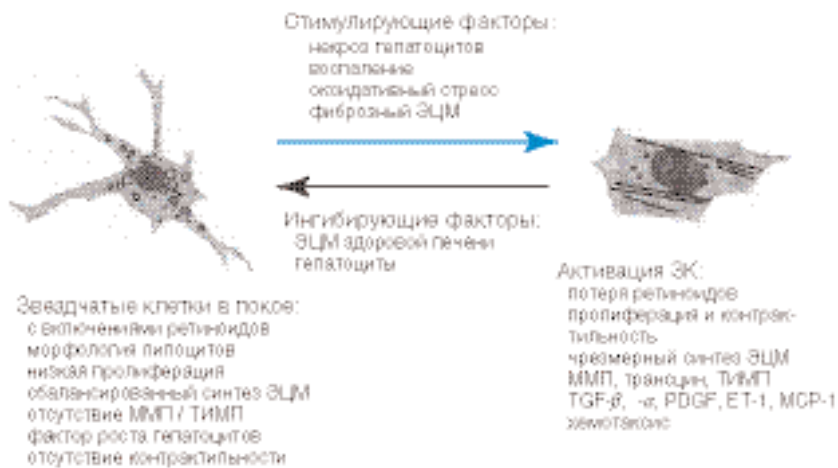 Стимулирующие факторы:
некроз гепатоцитов
воспаление
оксидативный стресс
фиброзный ЭЦМ
Ингибирующие факторы:
ЭЦМ здоровой печени
гепатоциты
Звездчатые клетки в покое:
с включениями ретиноидов
морфология липоцитов
низкая пролиферация
сбалансированный синтез ЭЦМ
отсутствие ММП / ТИМП
фактор роста гепатоцитов
отсутствие контрактильности
Активация ЗК:
потеря ретиноидов
пролиферация и контрак-
тильность
чрезмерный синтез ЭЦМ
ММП, трансцин, ТИМП
TGF-β, -α, PDGF, ET-1, MCP-1
хемотаксис